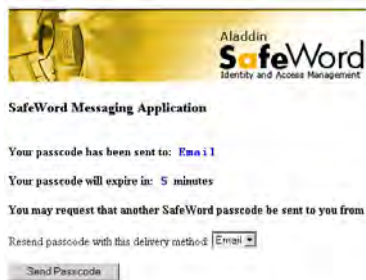 Aladdin
SafeWord
Identity and Access Management
SafeWord Messaging Application
Your passcode has been sent to: Email
Your passcode will expire in: 5 minutes
You may request that another SafeWord passcode be sent to you from
Resend passcode with this delivery method: Email
Send Passcode